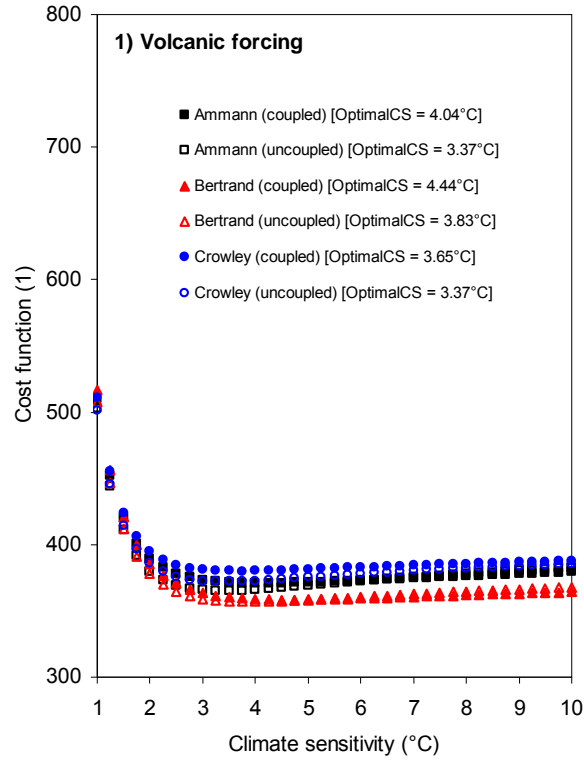 800
1) Volcanic forcing
Ammann (coupled) [OptimalCS = 4.04°C]
Ammann (uncoupled) [OptimalCS = 3.37°C]
700
Bertrand (coupled) [OptimalCS = 4.44°C]
Bertrand (uncoupled) [OptimalCS = 3.83°C]
Crowley (coupled) [OptimalCS = 3.65°C]
600
Crowley (uncoupled) [OptimalCS = 3.37°C]
Cost function (1)
500
400
300
1 2 3 4 5 6 7 8 9 10
Climate sensitivity (°C)